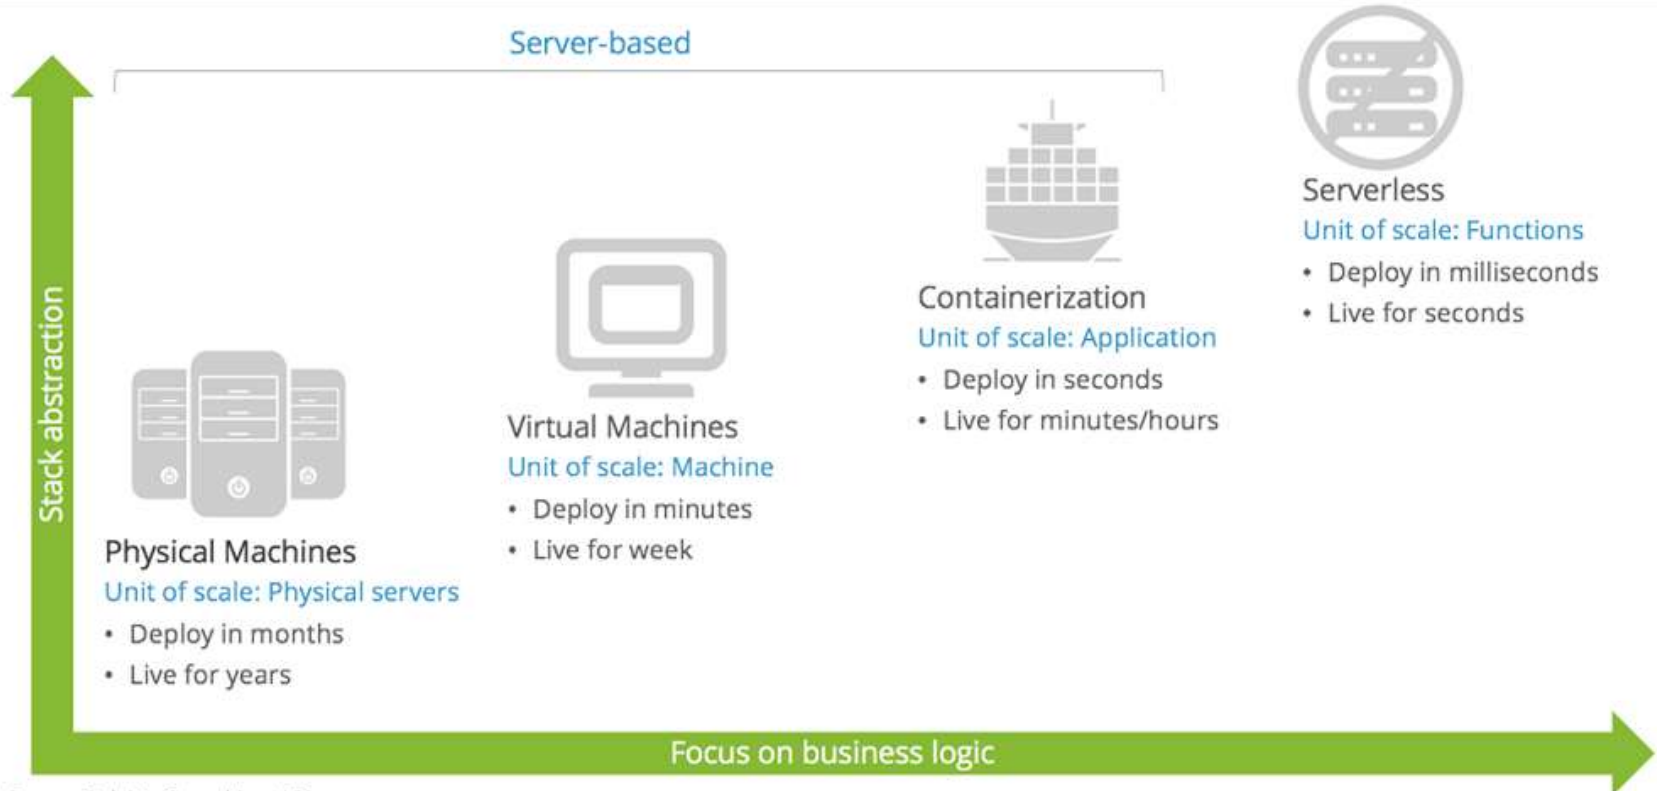 Server-based
Stack abstraction
Physical Machines
Unit of scale: Physical servers
• Deploy in months
• Live for years
Virtual Machines
Unit of scale: Machine
• Deploy in minutes
• Live for week
Containerization
Unit of scale: Application
• Deploy in seconds
• Live for minutes/hours
Serverless
Unit of scale: Functions
• Deploy in milliseconds
• Live for seconds
Focus on business logic